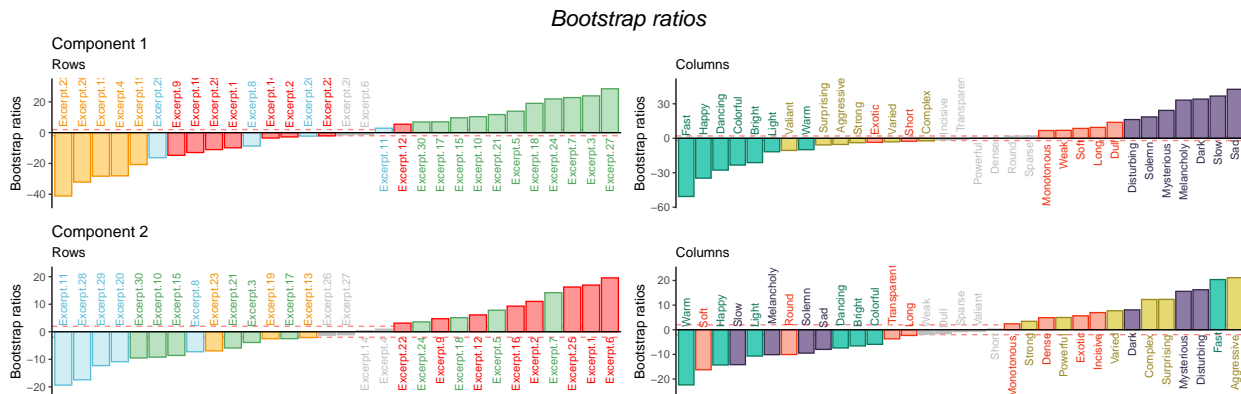 Bootstrap ratios
Component 1
Rows
Bootstrap ratios
20
0
−20
−40
Excerpt.4
Excerpt.9
Excerpt.1
Excerpt.8
Excerpt.2
Excerpt.6
Excerpt.11
Excerpt.12
Excerpt.30
Excerpt.17
Excerpt.15
Excerpt.10
Excerpt.21
Excerpt.5
Excerpt.18
Excerpt.24
Excerpt.7
Excerpt.3
Excerpt.27
Columns
Bootstrap ratios
30
0
−30
−60
Fast
Happy
Dancing
Colorful
Bright
Light
Valiant
Warm
Surprising
Aggressive
Strong
Exotic
Varied
Short
Complex
Incisive
Transparen
Powerful
Dense
Round
Sparse
Monotonous
Weak
Soft
Long
Dull
Disturbing
Solemn
Mysterious
Melancholy
Dark
Slow
Sad
Component 2
Rows
Bootstrap ratios
20
10
0
−10
−20
Excerpt.11
Excerpt.28
Excerpt.29
Excerpt.20
Excerpt.30
Excerpt.10
Excerpt.15
Excerpt.8
Excerpt.23
Excerpt.21
Excerpt.3
Excerpt.19
Excerpt.17
Excerpt.13
Excerpt.26
Excerpt.27
Excerpt.4
Excerpt.22
Excerpt.24
Excerpt.9
Excerpt.18
Excerpt.12
Excerpt.5
Excerpt.16
Excerpt.2
Excerpt.7
Excerpt.25
Excerpt.1
Excerpt.6
Columns
Bootstrap ratios
20
10
0
−10
Warm
Soft
Happy
Slow
Light
Melancholy
Round
Solemn
Sad
Dancing
Bright
Colorful
Transparent
Long
Weak
Dull
Sparse
Valiant
Short
Monotonous
Strong
Dense
Powerful
Exotic
Incisive
Varied
Dark
Complex
Surprising
Mysterious
Disturbing
Fast
Aggressive